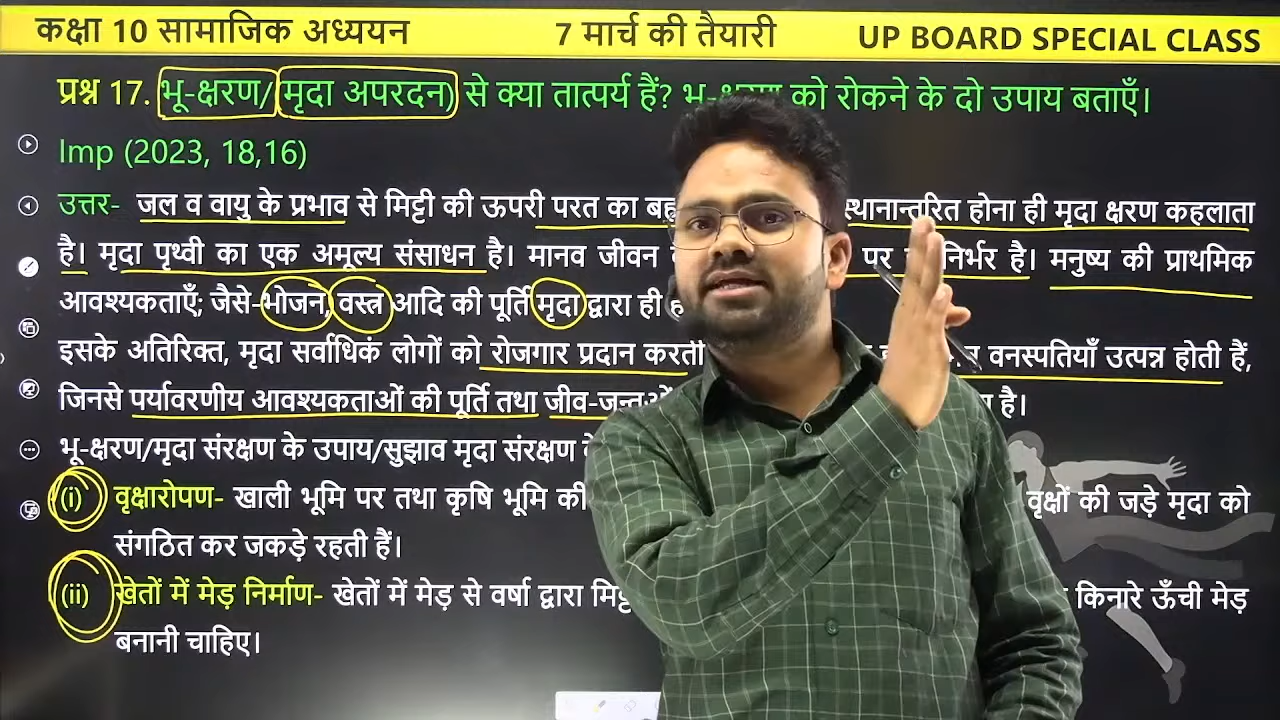 कक्षा 10 सामाजिक अध्ययन 7 मार्च की तैयारी UP BOARD SPECIAL CLASS
प्रश्न 17. भू-क्षरण/(मृदा अपरदन) से क्या तात्पर्य हैं? भू-क्षरण को रोकने के दो उपाय बताएँ।
Imp (2023, 18,16)
उत्तर- जल व वायु के प्रभाव से मिट्टी की ऊपरी परत का स्थानान्तरित होना ही मृदा क्षरण कहलाता
है। मृदा पृथ्वी का एक अमूल्य संसाधन है। मानव जीवन पर निर्भर है। मनुष्य की प्राथमिक
आवश्यकताएँ; जैसे-भोजन, वस्त्र आदि की पूर्ति मृदा द्वारा ही
इसके अतिरिक्त, मृदा सर्वाधिक लोगों को रोजगार प्रदान करती वनस्पतियाँ उत्पन्न होती हैं,
जिनसे पर्यावरणीय आवश्यकताओं की पूर्ति तथा जीव-जन्तुओं है।
भू-क्षरण/मृदा संरक्षण के उपाय/सुझाव मृदा संरक्षण
(i) वृक्षारोपण- खाली भूमि पर तथा कृषि भूमि की वृक्षों की जड़े मृदा को
संगठित कर जकड़े रहती हैं।
(ii) खेतों में मेड़ निर्माण- खेतों में मेड़ से वर्षा द्वारा किनारे ऊँची मेड़
बनानी चाहिए।